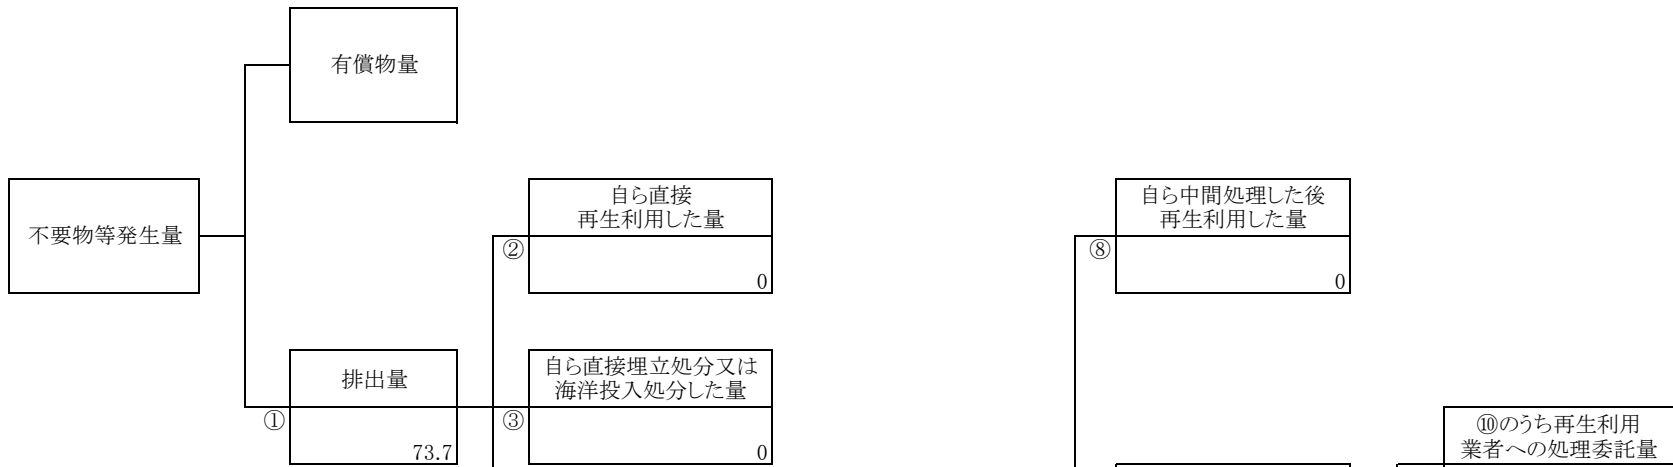 有償物量
不要物等発生量
自ら直接
再生利用した量
②
0
自ら中間処理した後
再生利用した量
⑧
0
排出量
①
73.7
自ら直接埋立処分又は
海洋投入処分した量
③
0
⑩のうち再生利用
業者への処理委託量